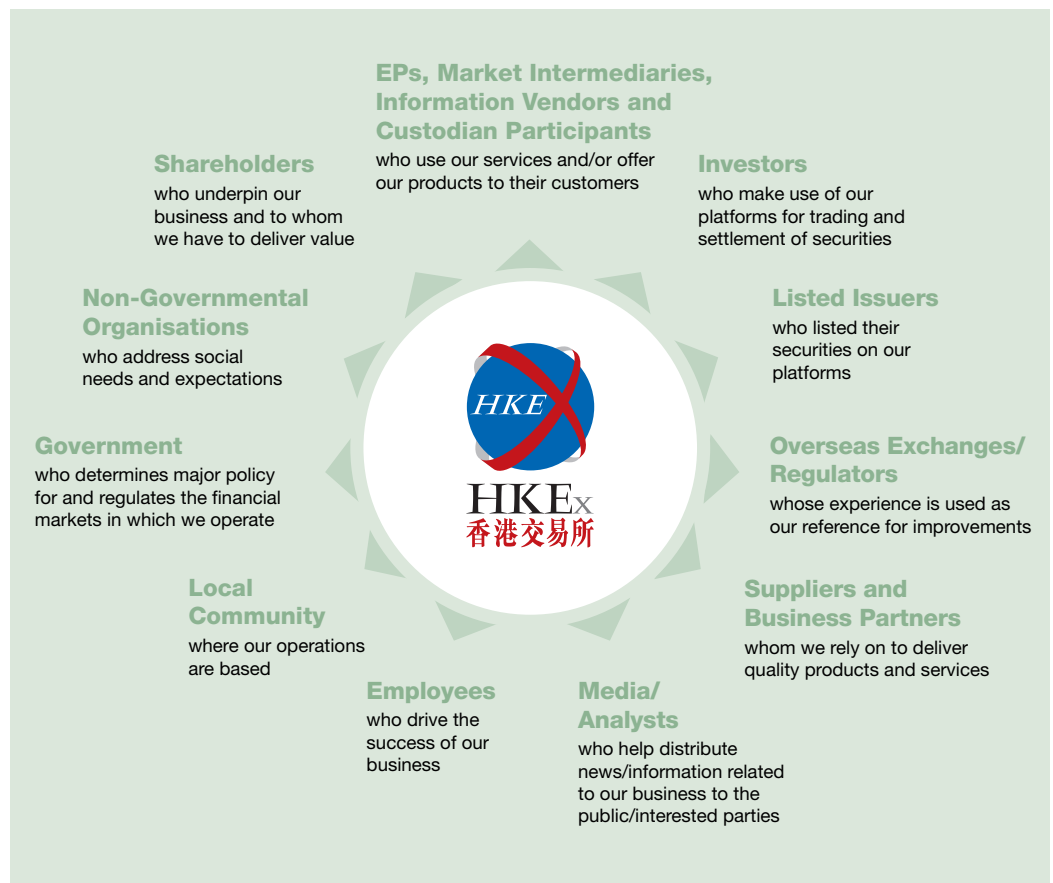 EPs, Market Intermediaries,
Information Vendors and
Custodian Participants
who use our services and/or offer
our products to their customers
Investors
who make use of our
platforms for trading and
settlement of securities
Listed Issuers
who listed their
securities on our
platforms
Overseas Exchanges/
Regulators
whose experience is used as
our reference for improvements
Suppliers and
Business Partners
whom we rely on to deliver
quality products and services
Media/
Analysts
who help distribute
news/information related
to our business to the
public/interested parties
Employees
who drive the
success of our
business
Local
Community
where our operations
are based
Government
who determines major policy
for and regulates the financial
markets in which we operate
Non-Governmental
Organisations
who address social
needs and expectations
Shareholders
who underpin our
business and to whom
we have to deliver value
HKEX
HKEx
香港交易所